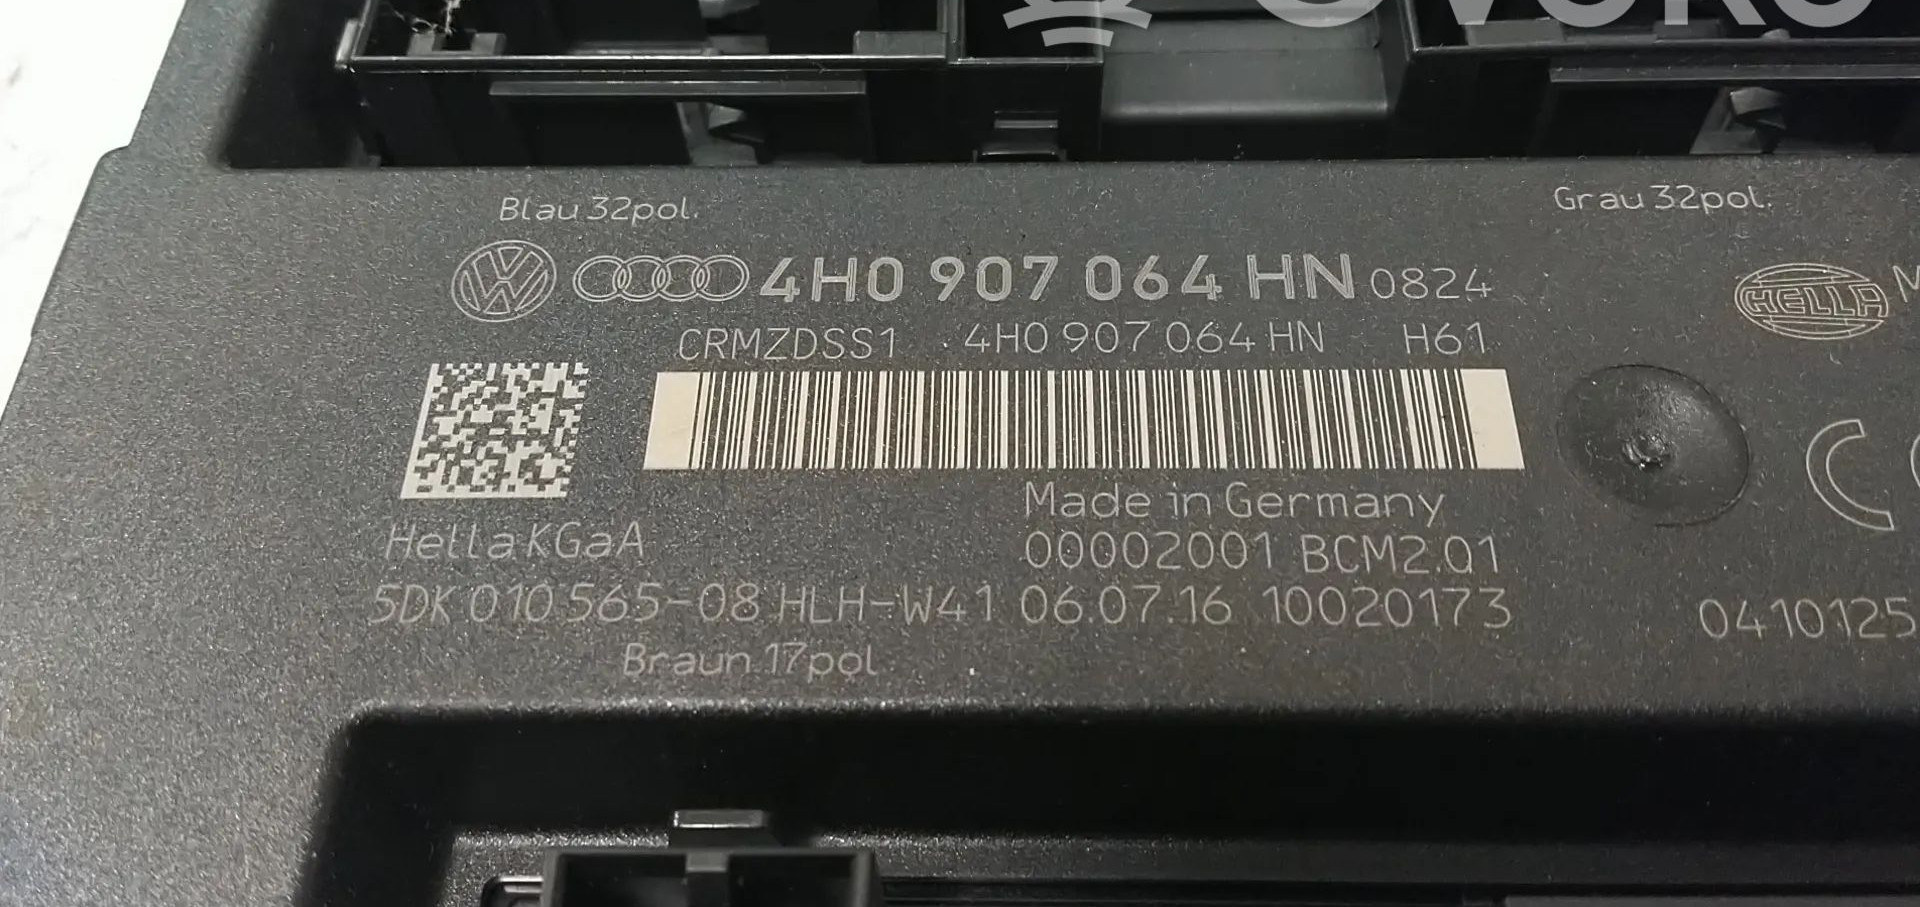 Blau 32pol.
Grau 32pol.
4H0 907 064 HN 0824
HELLA
CRMZDSS1 4H0 907 064 HN H61
Made in Germany
Hella KGaA
00002001 BCM2.01
5DK 010 565-08 HLH-W41 06.07.16 10020173
0410125
Braun 17pol